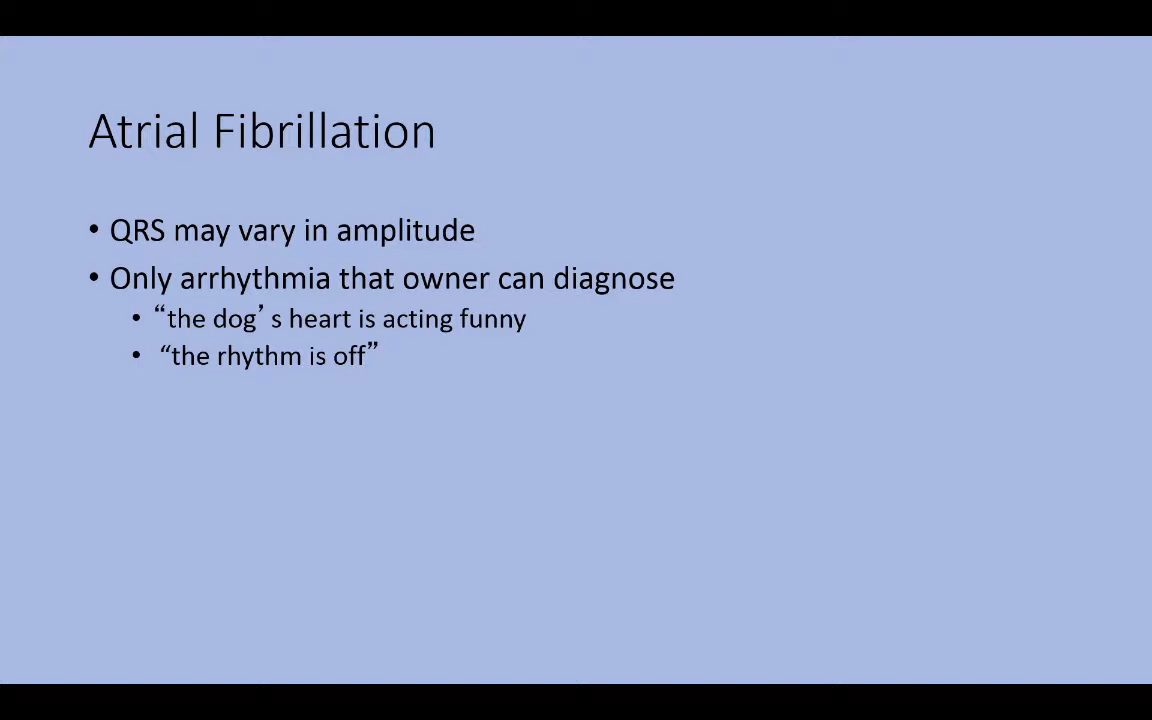 Atrial Fibrillation
• QRS may vary in amplitude
• Only arrhythmia that owner can diagnose
• “the dog’s heart is acting funny
• “the rhythm is off”